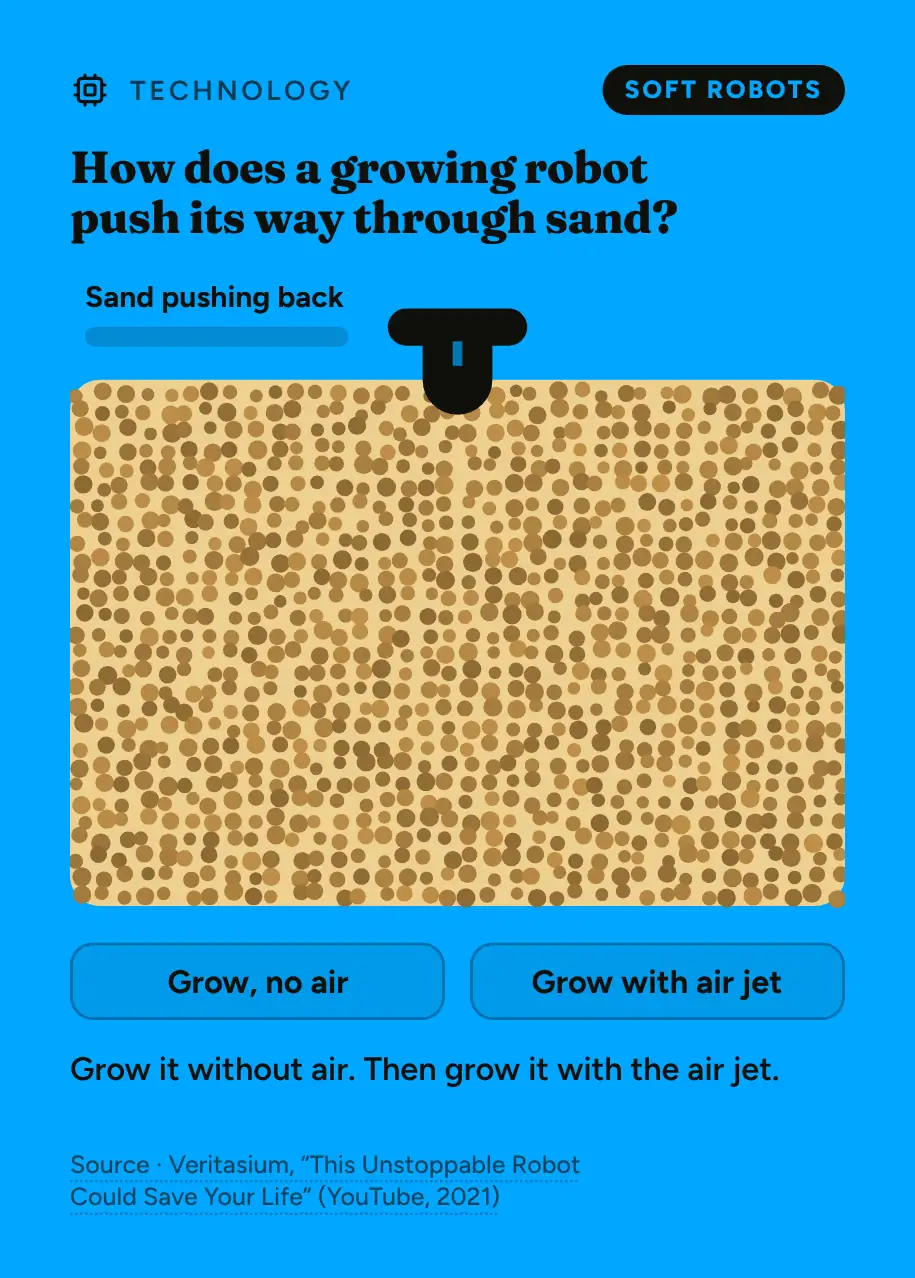 TECHNOLOGY
SOFT ROBOTS
How does a growing robot
push its way through sand?
Sand pushing back
Grow, no air
Grow with air jet
Grow it without air. Then grow it with the air jet.
Source · Veritasium, “This Unstoppable Robot
Could Save Your Life” (YouTube, 2021)